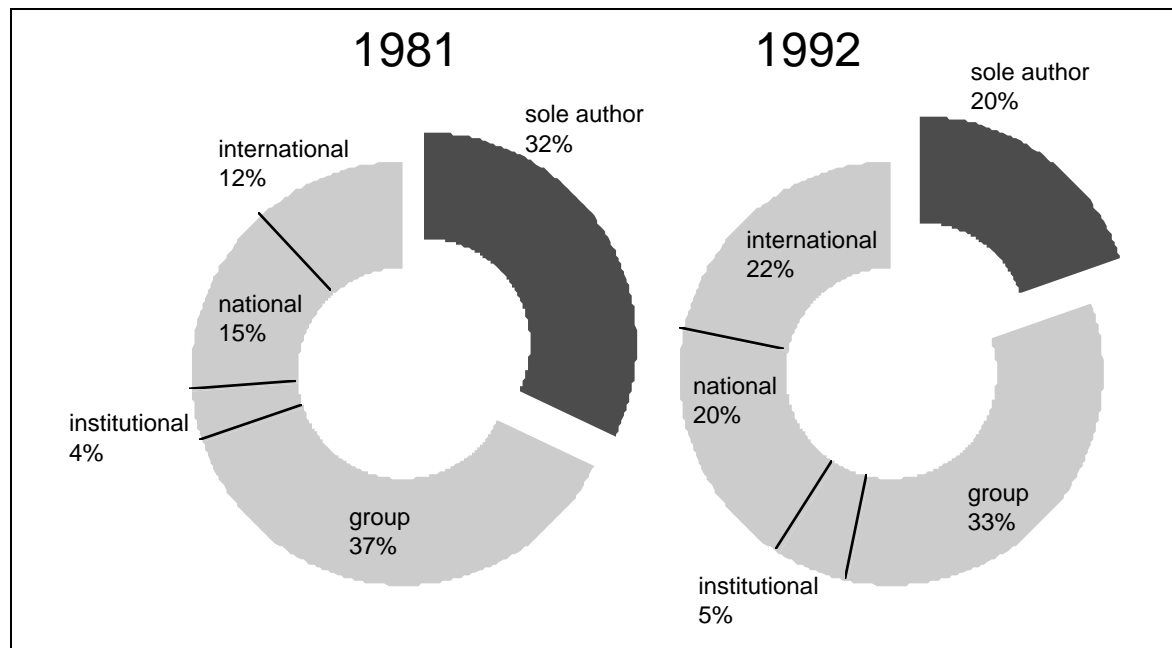 1981
sole author
32%
international
12%
national
15%
institutional
4%
group
37%
1992
sole author
20%
international
22%
national
20%
group
33%
institutional
5%